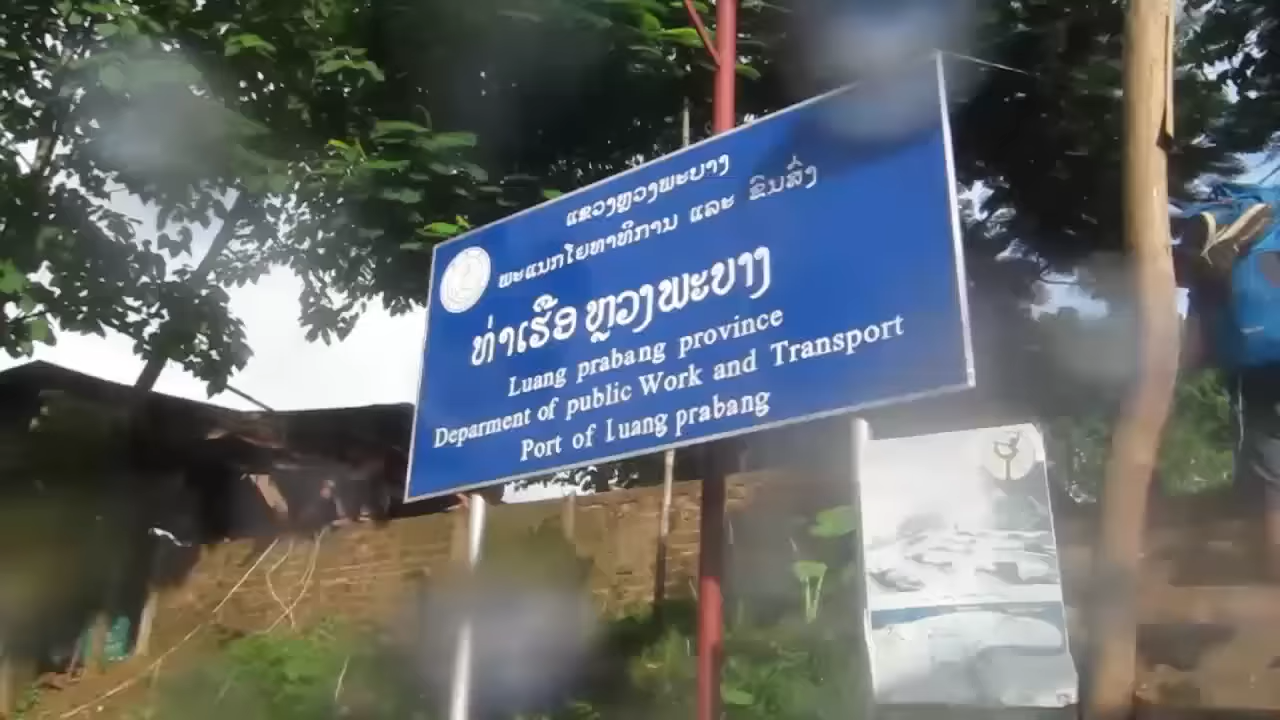 ແຂວງຫຼວງພະບາງ
ພະແນກໂຍທາທິການ ແລະ ຂົນສົ່ງ
ທ່າເຮືອ ຫຼວງພະບາງ
Luang prabang province
Deparment of public Work and Transport
Port of Luang prabang